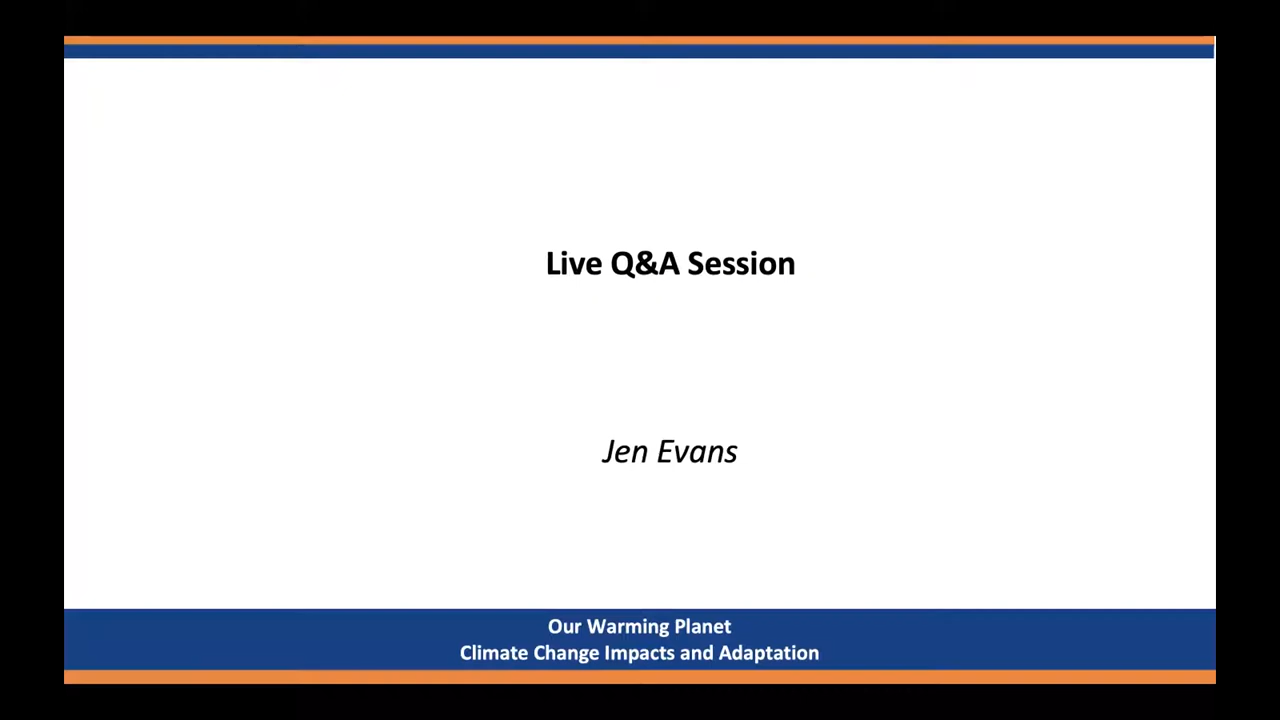 Live Q&A Session
Jen Evans
Our Warming Planet
Climate Change Impacts and Adaptation